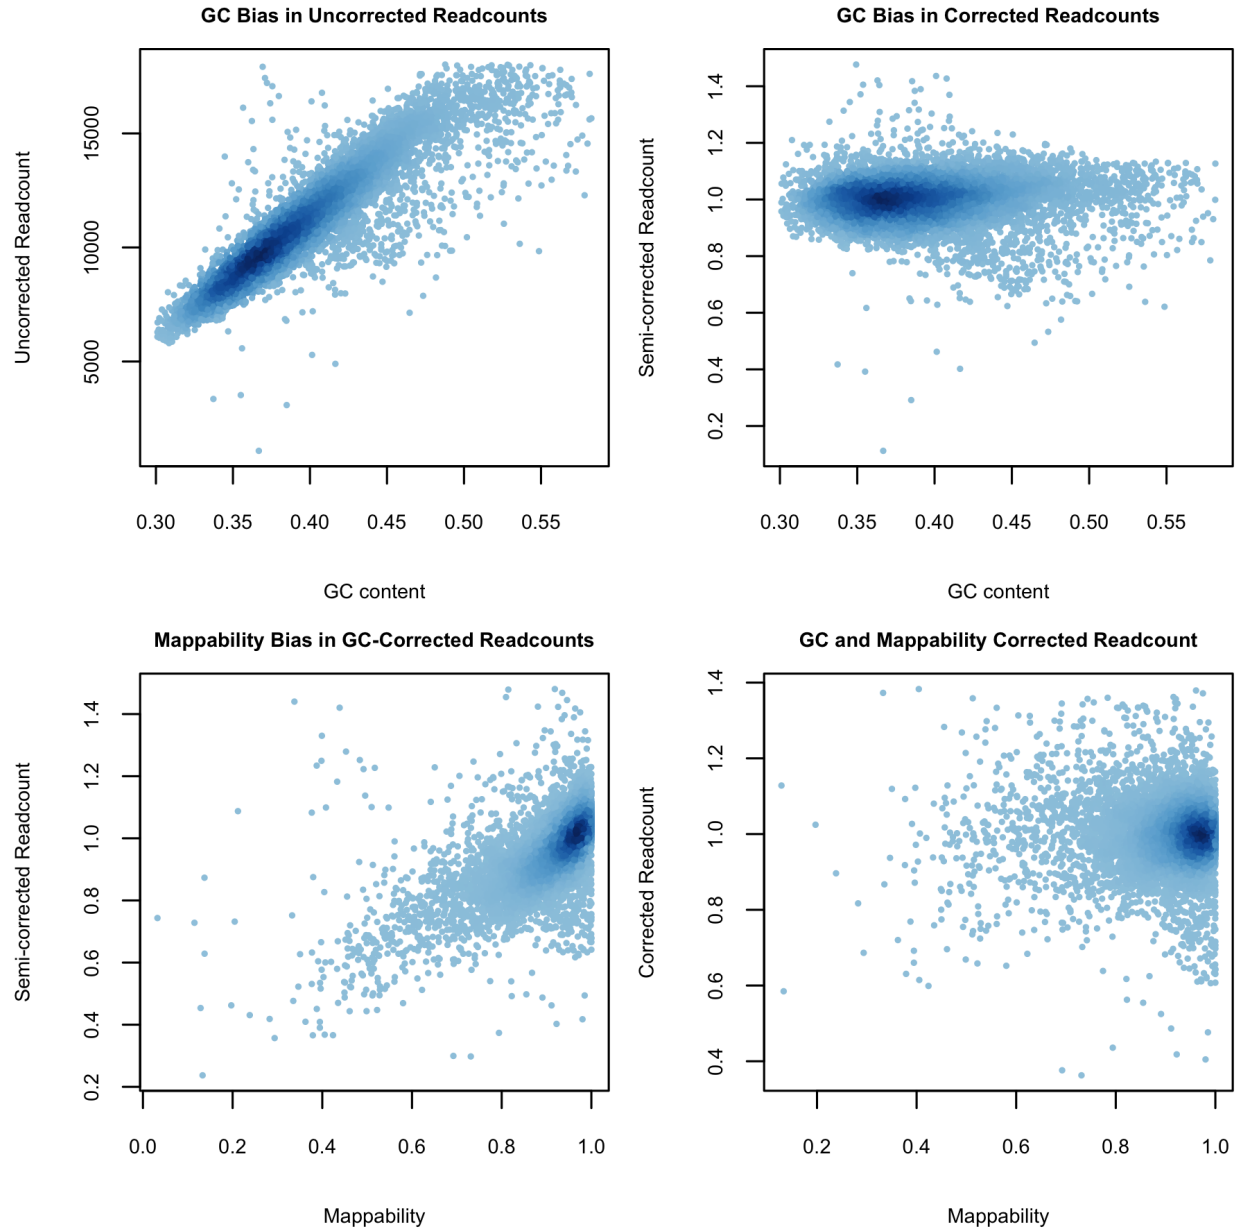 GC Bias in Uncorrected Readcounts
Uncorrected Readcount
15000
10000
5000
0.30 0.35 0.40 0.45 0.50 0.55
GC content
GC Bias in Corrected Readcounts
Semi-corrected Readcount
1.4
1.2
1.0
0.8
0.6
0.4
0.2
0.30 0.35 0.40 0.45 0.50 0.55
GC content
Mappability Bias in GC-Corrected Readcounts
Semi-corrected Readcount
1.4
1.2
1.0
0.8
0.6
0.4
0.2
0.0 0.2 0.4 0.6 0.8 1.0
Mappability
GC and Mappability Corrected Readcount
Corrected Readcount
1.4
1.2
1.0
0.8
0.6
0.4
0.2 0.4 0.6 0.8 1.0
Mappability